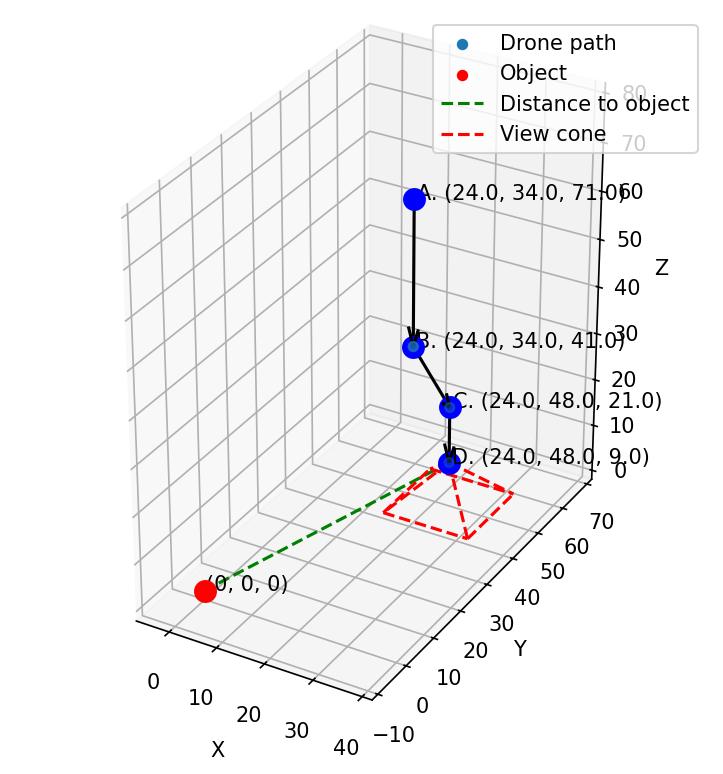 Drone path
Object
Distance to object
View cone
80
70
A. (24.0, 34.0, 71.0)
60
50
Z
40
B. (24.0, 34.0, 41.0)
30
20
C. (24.0, 48.0, 21.0)
10
D. (24.0, 48.0, 9.0)
0
70
60
50
40
30
20
10
0
−10
Y
(0, 0, 0)
0
10
20
30
40
X